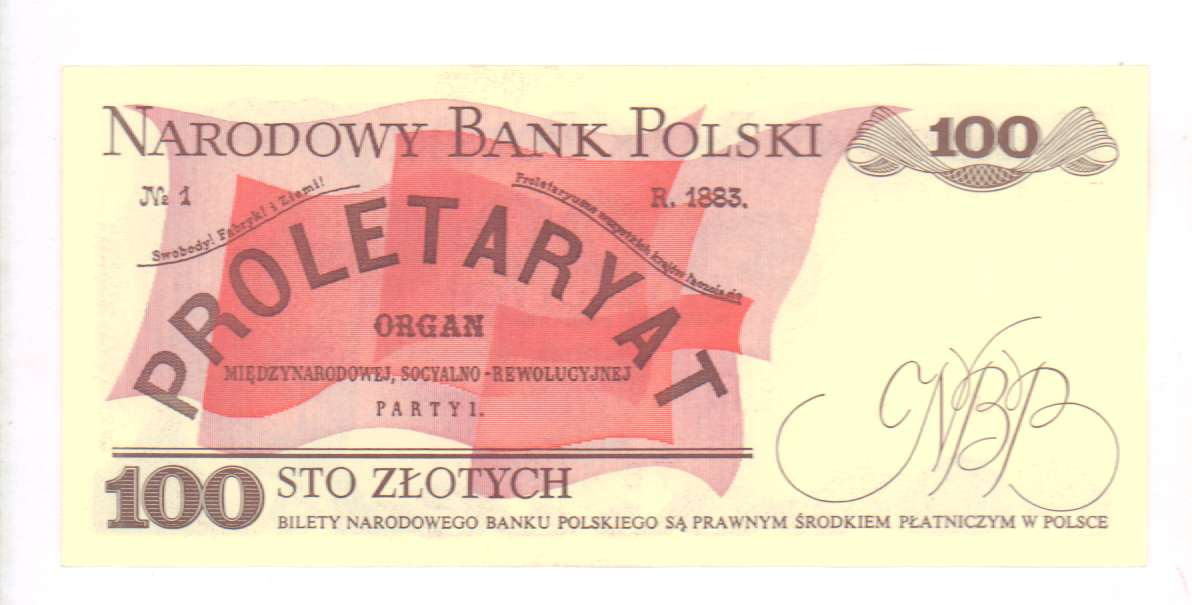 NARODOWY BANK POLSKI
100
№ 1
R. 1883.
Swobody! Fabryk! i Ziemi!
Proletaryusze wszystkich krajów łączcie się
PROLETARYAT
ORGAN
MIĘDZYNARODOWEJ, SOCYALNO-REWOLUCYJNEJ
PARTYI.
NBP
100
STO ZŁOTYCH
BILETY NARODOWEGO BANKU POLSKIEGO SĄ PRAWNYM ŚRODKIEM PŁATNICZYM W POLSCE